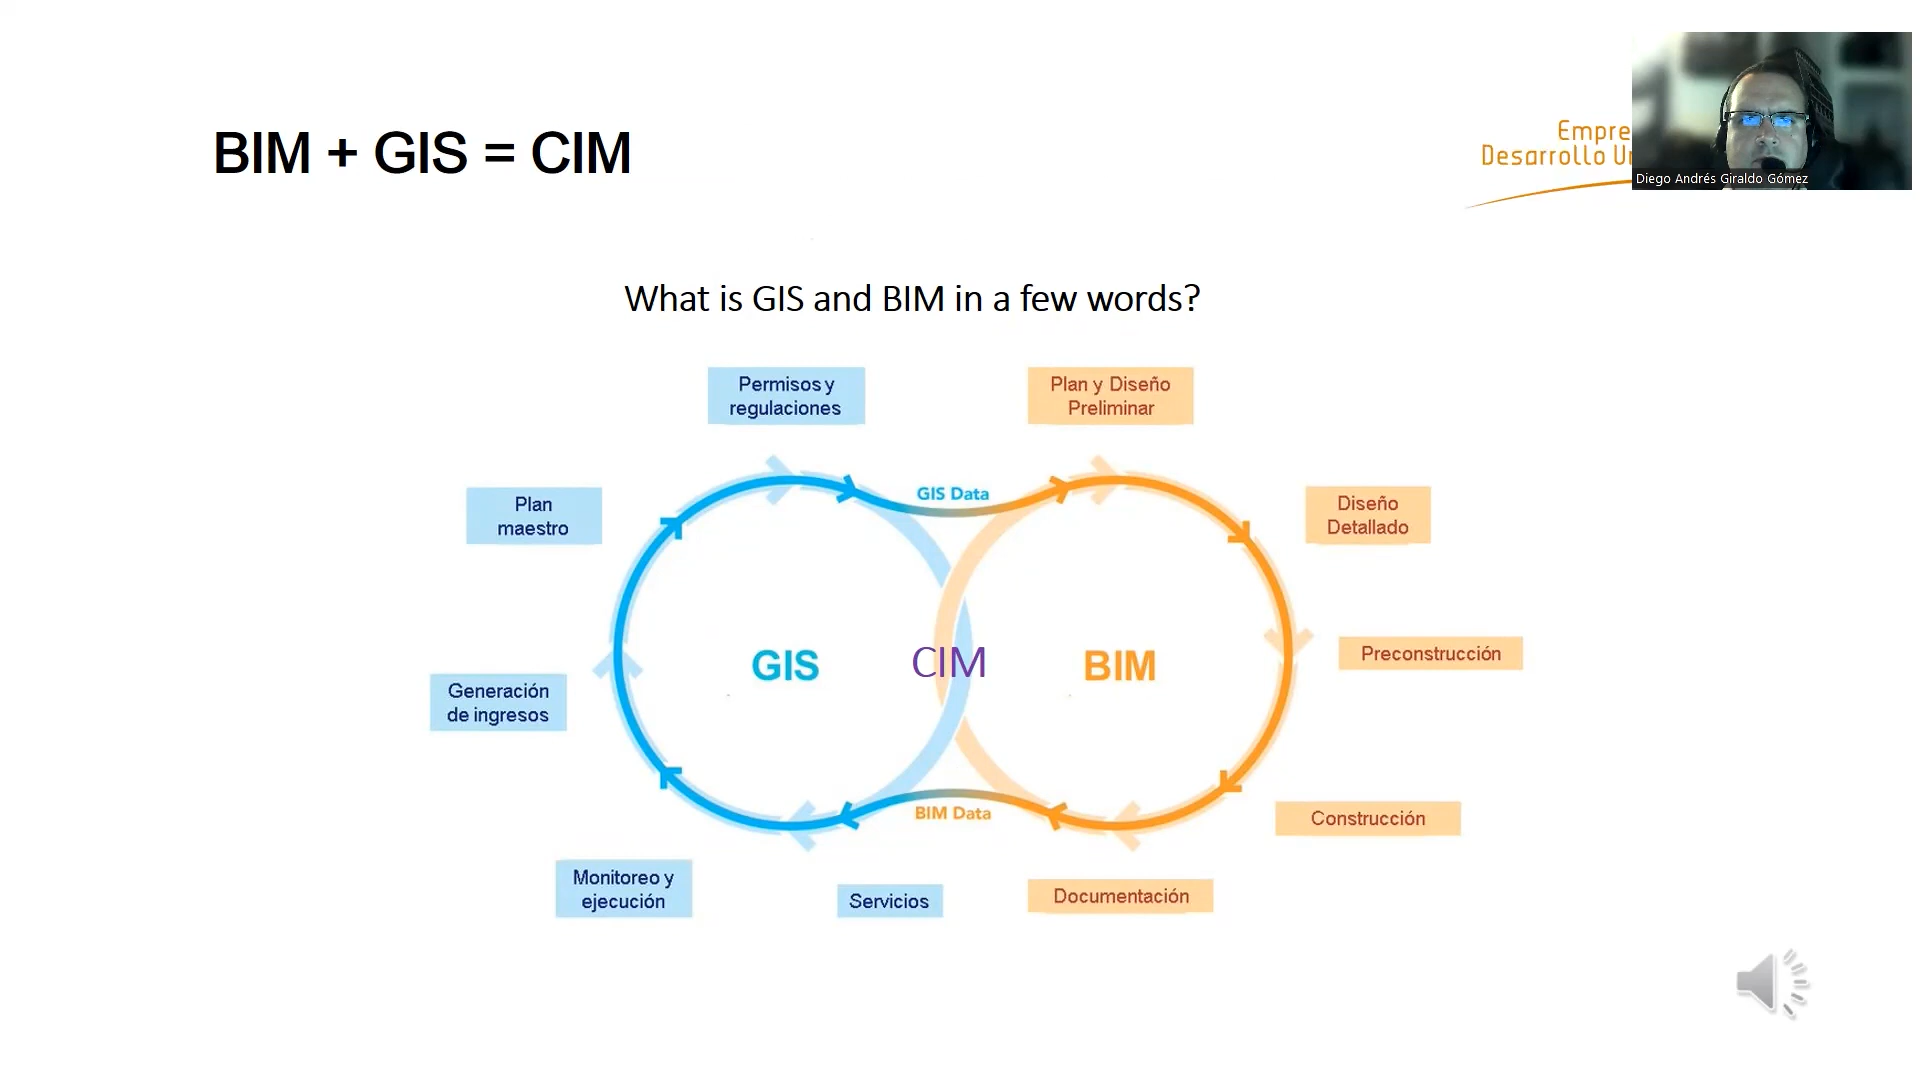 BIM + GIS = CIM
Desarrollo
Diego Andrés Giraldo Gómez
What is GIS and BIM in a few words?
Permisos y
regulaciones
Plan y Diseño
Preliminar
GIS Data
Plan
maestro
Diseño
Detallado
GIS
CIM
BIM
Preconstrucción
Generación
de ingresos
BIM Data
Construcción
Monitoreo y
ejecución
Servicios
Documentación